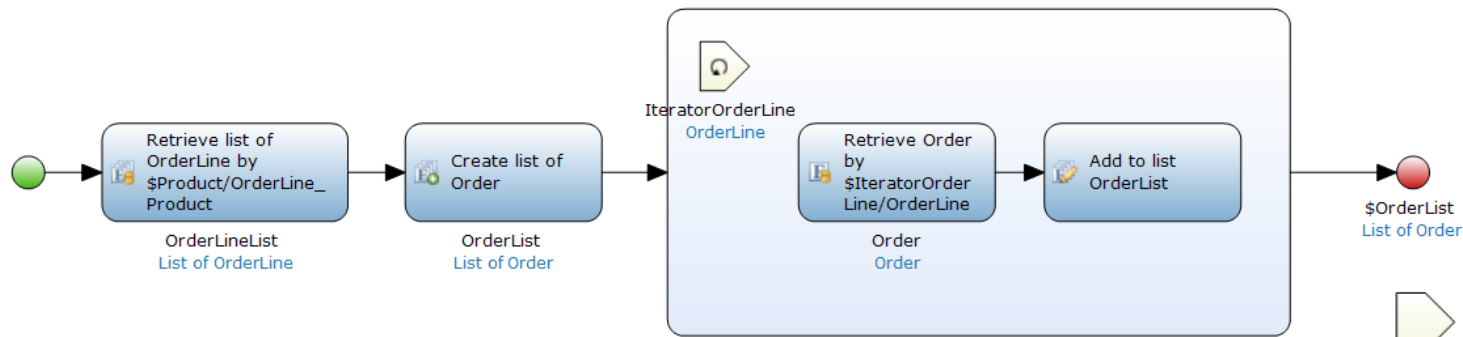 Retrieve list of
OrderLine by
$Product/OrderLine_
Product
OrderLineList
List of OrderLine
Create list of
Order
OrderList
List of Order
IteratorOrderLine
OrderLine
Retrieve Order
by
$IteratorOrder
Line/OrderLine
Order
Order
Add to list
OrderList
$OrderList
List of Order